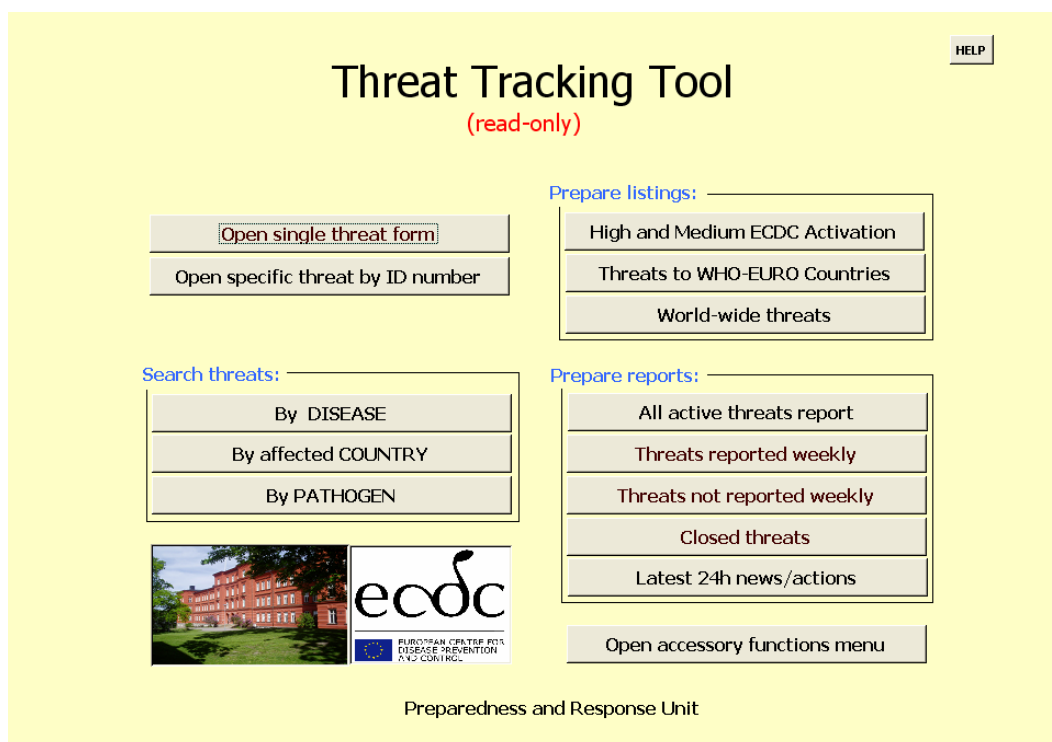 HELP
Threat Tracking Tool
(read-only)
Open single threat form
Open specific threat by ID number
Prepare listings:
High and Medium ECDC Activation
Threats to WHO-EURO Countries
World-wide threats
Search threats:
By DISEASE
By affected COUNTRY
By PATHOGEN
Prepare reports:
All active threats report
Threats reported weekly
Threats not reported weekly
Closed threats
Latest 24h news/actions
ecdc
EUROPEAN CENTRE FOR
DISEASE PREVENTION
AND CONTROL
Open accessory functions menu
Preparedness and Response Unit